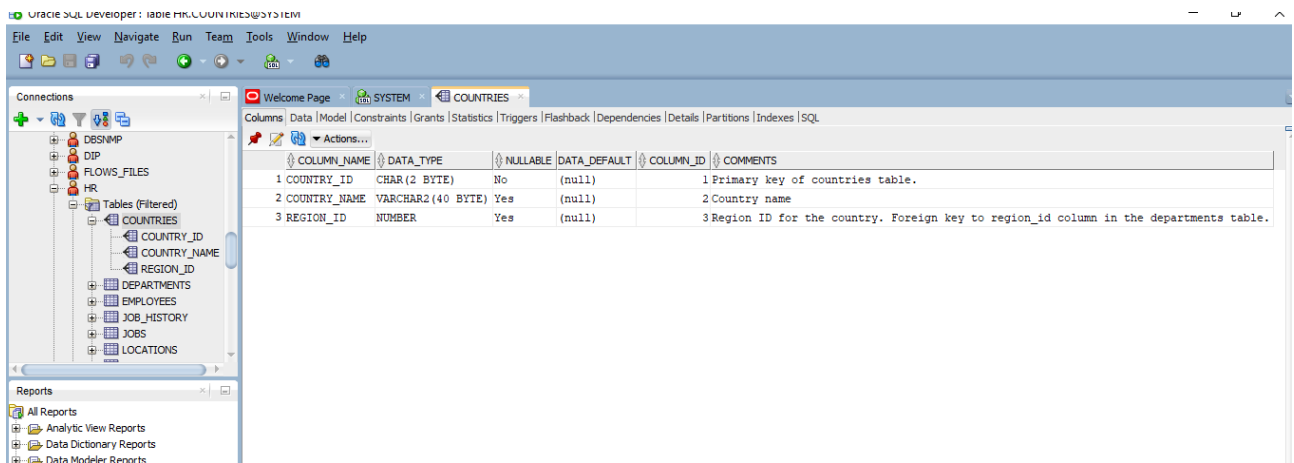 Oracle SQL Developer : Table HR.COUNTRIES@SYSTEM
File Edit View Navigate Run Team Tools Window Help
Connections
DBSNMP
DIP
FLOWS_FILES
HR
Tables (Filtered)
COUNTRIES
COUNTRY_ID
COUNTRY_NAME
REGION_ID
DEPARTMENTS
EMPLOYEES
JOB_HISTORY
JOBS
LOCATIONS
Reports
All Reports
Analytic View Reports
Data Dictionary Reports
Data Modeler Reports
Welcome Page SYSTEM COUNTRIES
Columns Data |Model |Constraints |Grants |Statistics |Triggers |Flashback |Dependencies |Details |Partitions |Indexes |SQL
Actions...
COLUMN_NAME DATA_TYPE NULLABLE DATA_DEFAULT COLUMN_ID COMMENTS
1 COUNTRY_ID CHAR(2 BYTE) No (null) 1 Primary key of countries table.
2 COUNTRY_NAME VARCHAR2(40 BYTE) Yes (null) 2 Country name
3 REGION_ID NUMBER Yes (null) 3 Region ID for the country. Foreign key to region_id column in the departments table.